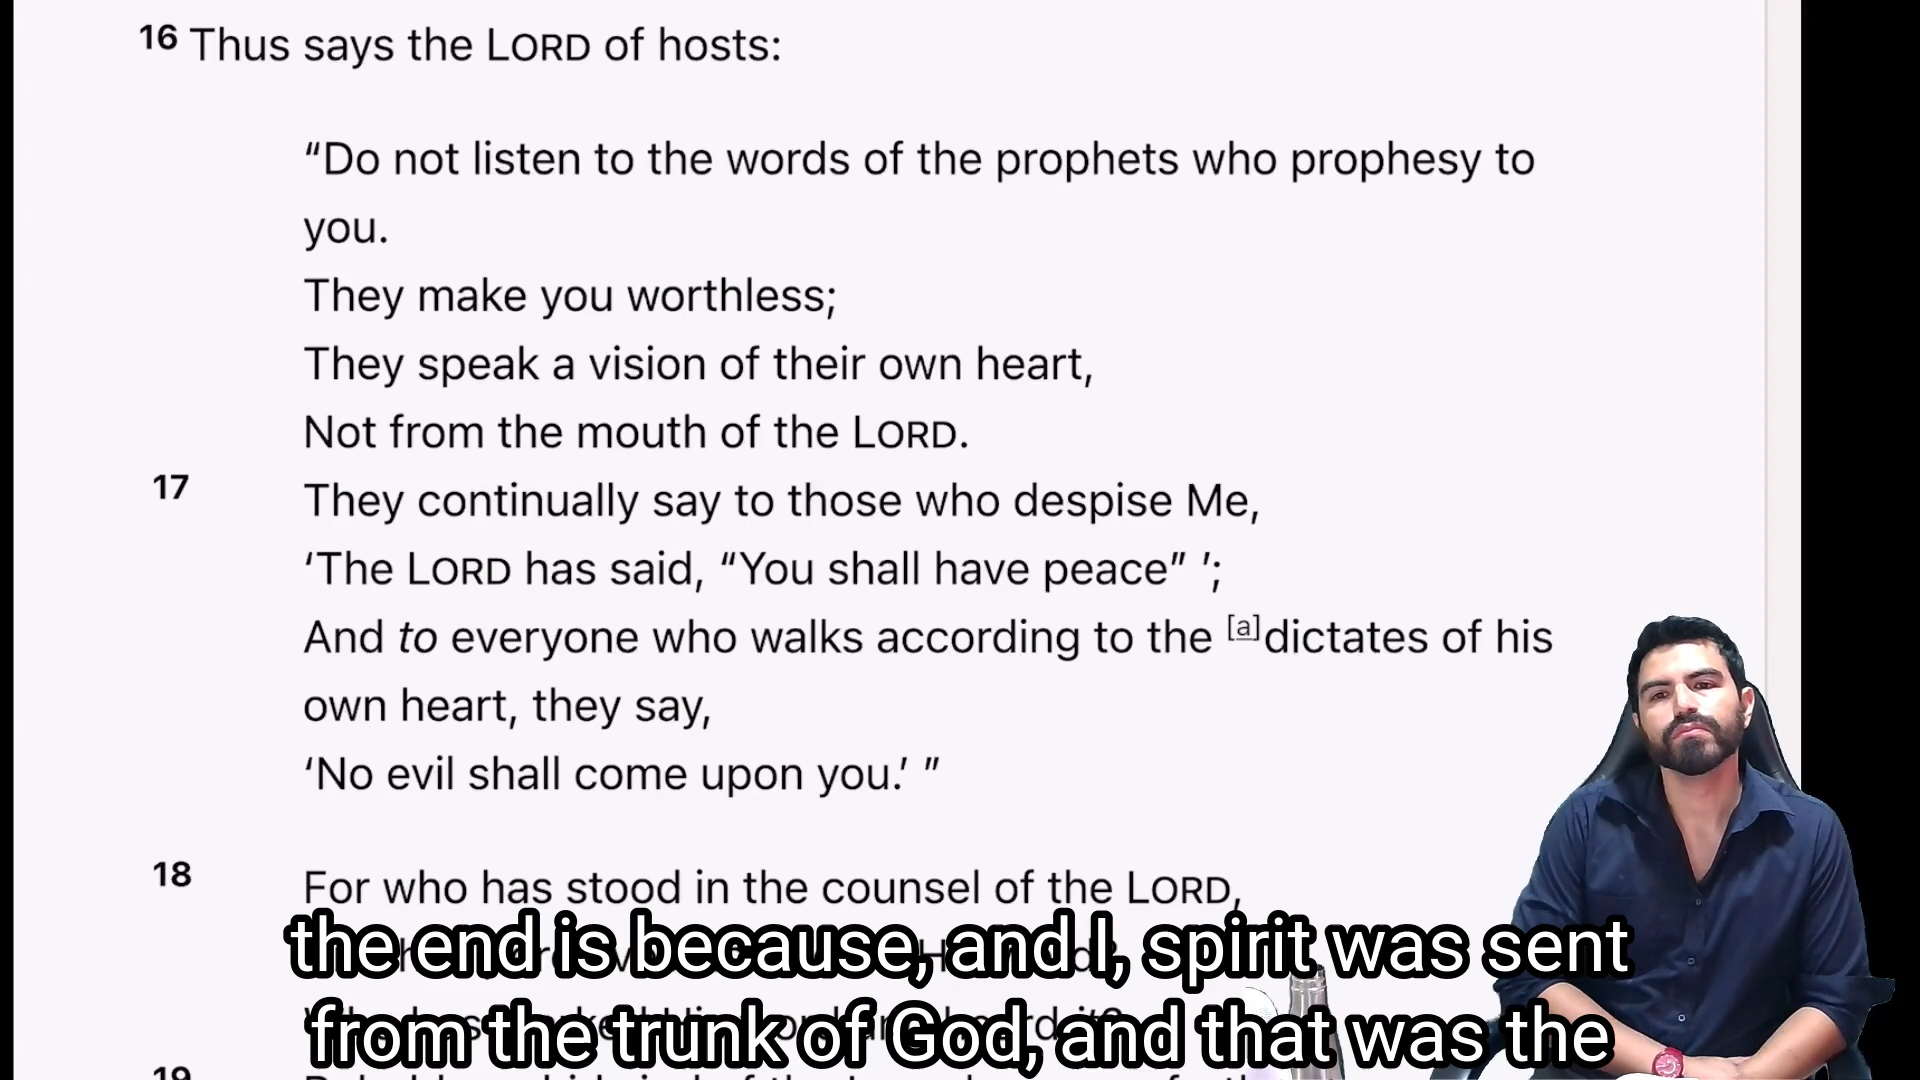 16 Thus says the LORD of hosts:
“Do not listen to the words of the prophets who prophesy to
you.
They make you worthless;
They speak a vision of their own heart,
Not from the mouth of the LORD.
17 They continually say to those who despise Me,
‘The LORD has said, “You shall have peace” ’;
And to everyone who walks according to the [a]dictates of his
own heart, they say,
‘No evil shall come upon you.’ ”
18 For who has stood in the counsel of the LORD,
the end is because, and I, spirit was sent
from the trunk of God, and that was the
19